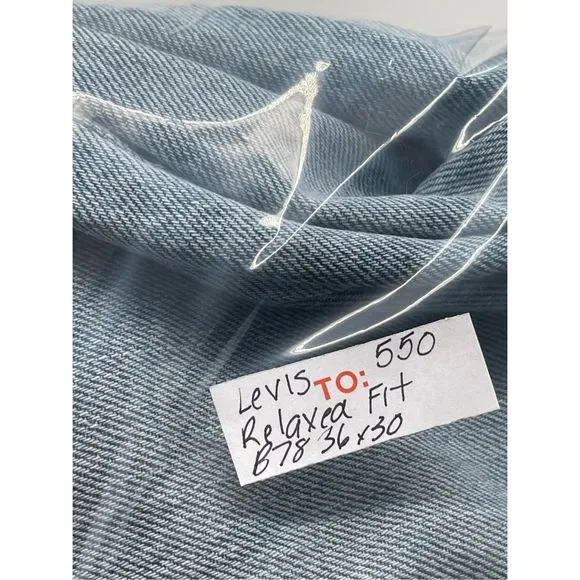 Levis TO: 550
Relaxed Fit
B78 36x30